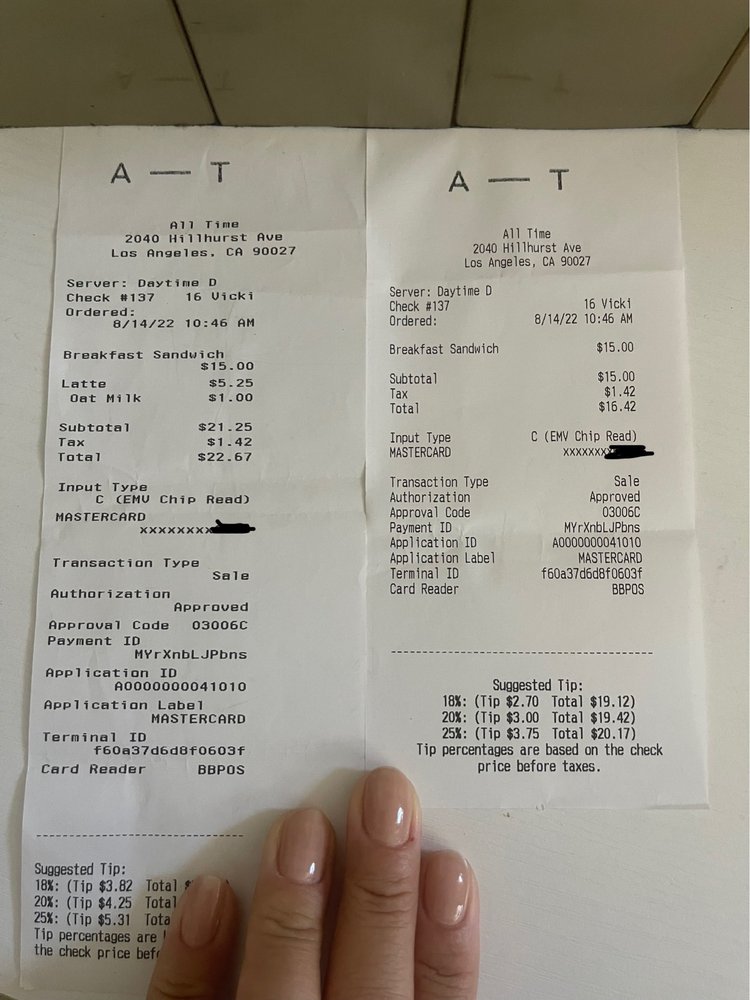 A — T
All Time
2040 Hillhurst Ave
Los Angeles, CA 90027
Server: Daytime D
Check #137 16 Vicki
Ordered:
8/14/22 10:46 AM
Breakfast Sandwich
$15.00
Latte $5.25
Oat Milk $1.00
Subtotal $21.25
Tax $1.42
Total $22.67
Input Type
C (EMV Chip Read)
MASTERCARD
xxxxxxxx
Transaction Type
Sale
Authorization
Approved
Approval Code 03006C
Payment ID
MYrXnbLJPbns
Application ID
A0000000041010
Application Label
MASTERCARD
Terminal ID
f60a37d6d8f0603f
Card Reader BBPOS
Suggested Tip:
18%: (Tip $3.82 Total
20%: (Tip $4.25 Total
25%: (Tip $5.31
Tip percentages are
the check price
A — T
All Time
2040 Hillhurst Ave
Los Angeles, CA 90027
Server: Daytime D
Check #137 16 Vicki
Ordered: 8/14/22 10:46 AM
Breakfast Sandwich $15.00
Subtotal $15.00
Tax $1.42
Total $16.42
Input Type C (EMV Chip Read)
MASTERCARD xxxxxxx
Transaction Type Sale
Authorization Approved
Approval Code 03006C
Payment ID MYrXnbLJPbns
Application ID A0000000041010
Application Label MASTERCARD
Terminal ID f60a37d6d8f0603f
Card Reader BBPOS
Suggested Tip:
18%: (Tip $2.70 Total $19.12)
20%: (Tip $3.00 Total $19.42)
25%: (Tip $3.75 Total $20.17)
Tip percentages are based on the check
price before taxes.